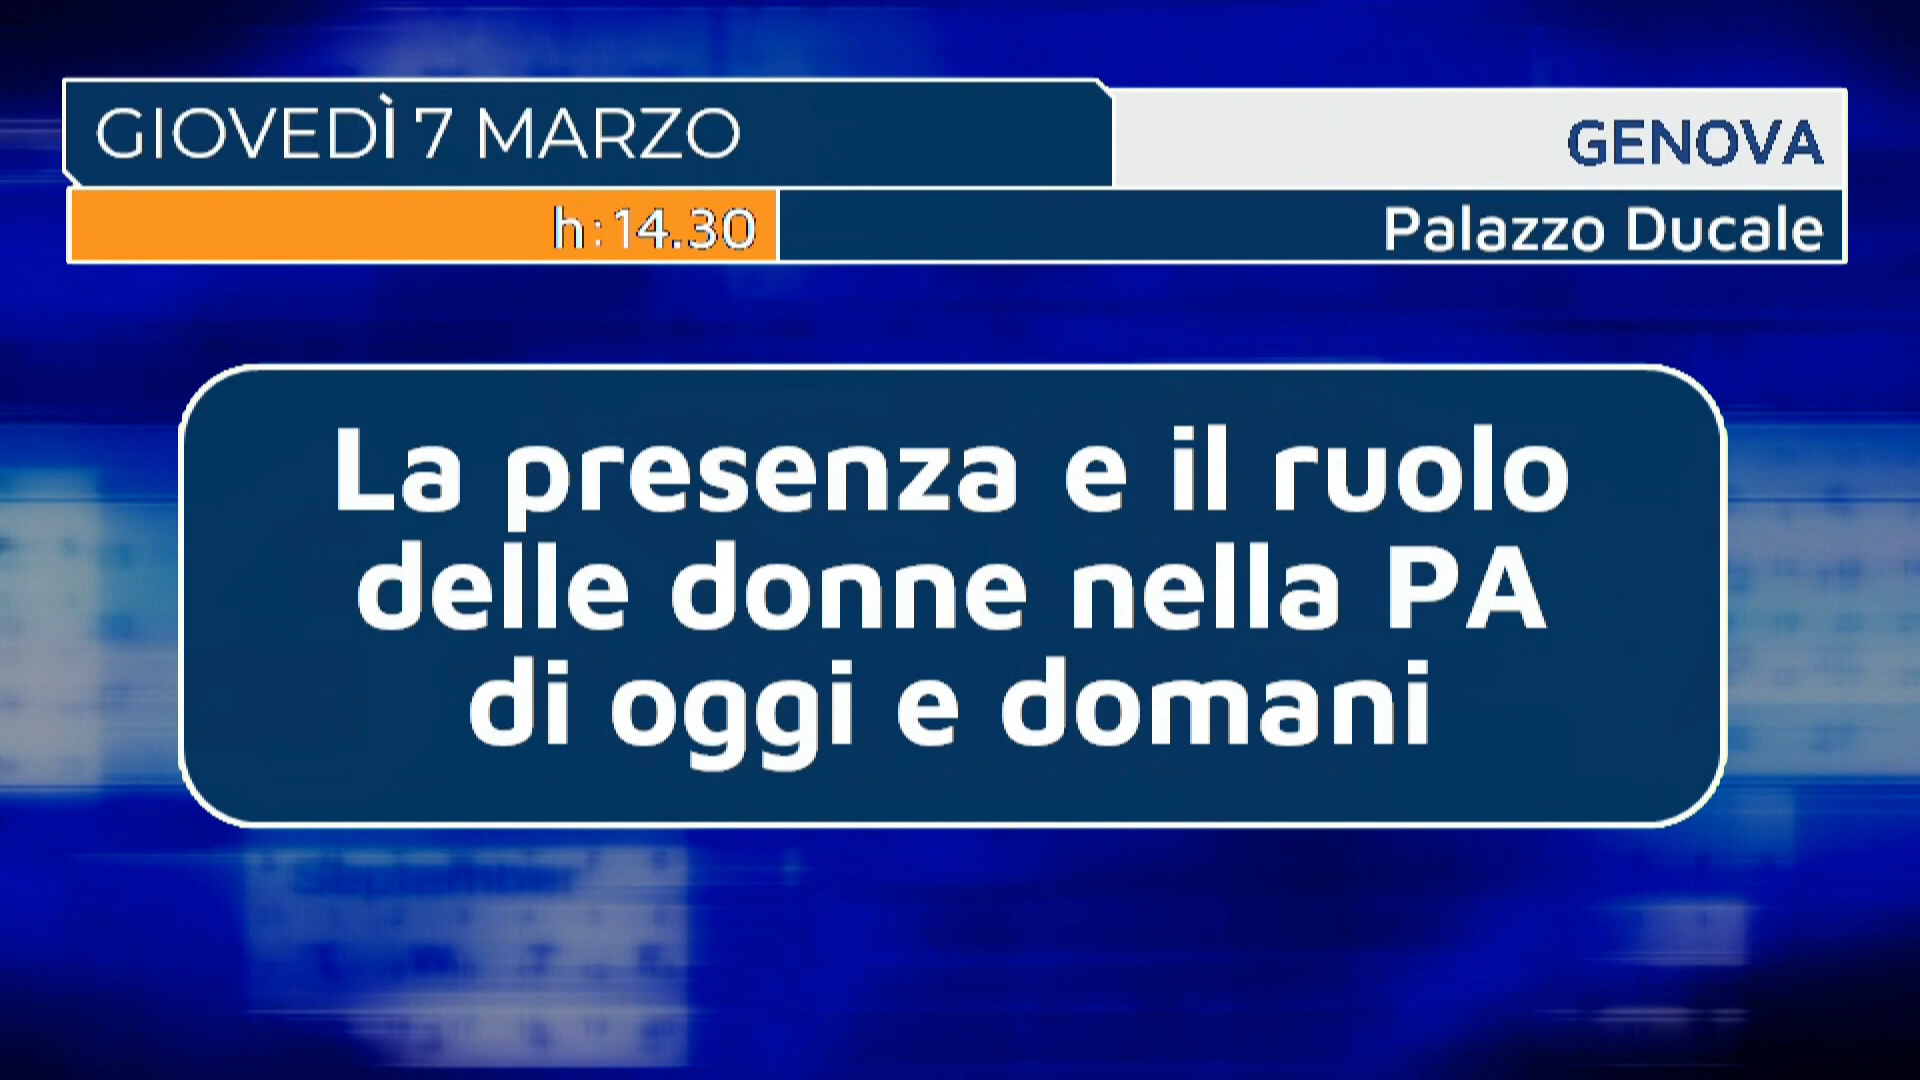 GIOVEDÌ 7 MARZO
GENOVA
h:14.30
Palazzo Ducale
La presenza e il ruolo
delle donne nella PA
di oggi e domani
September